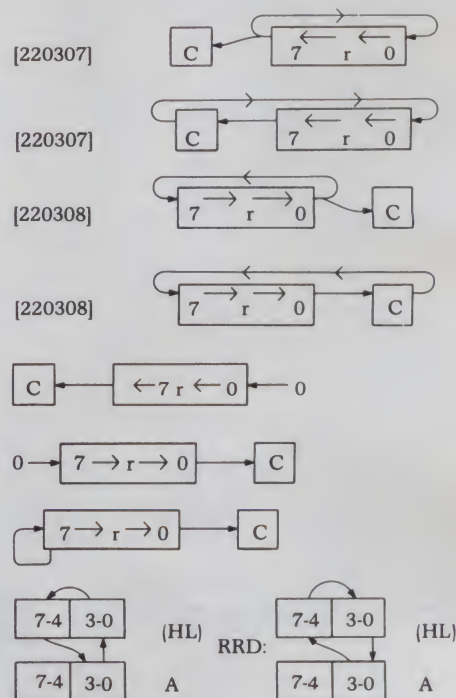 C 7 r 0
[220307]
C 7 r 0
[220307]
7 r 0 C
[220308]
7 r 0 C
[220308]
C 7 r 0 0
0 7 r 0 C
7 r 0 C
7-4 3-0 (HL) RRD: 7-4 3-0 (HL)
7-4 3-0 A 7-4 3-0 A